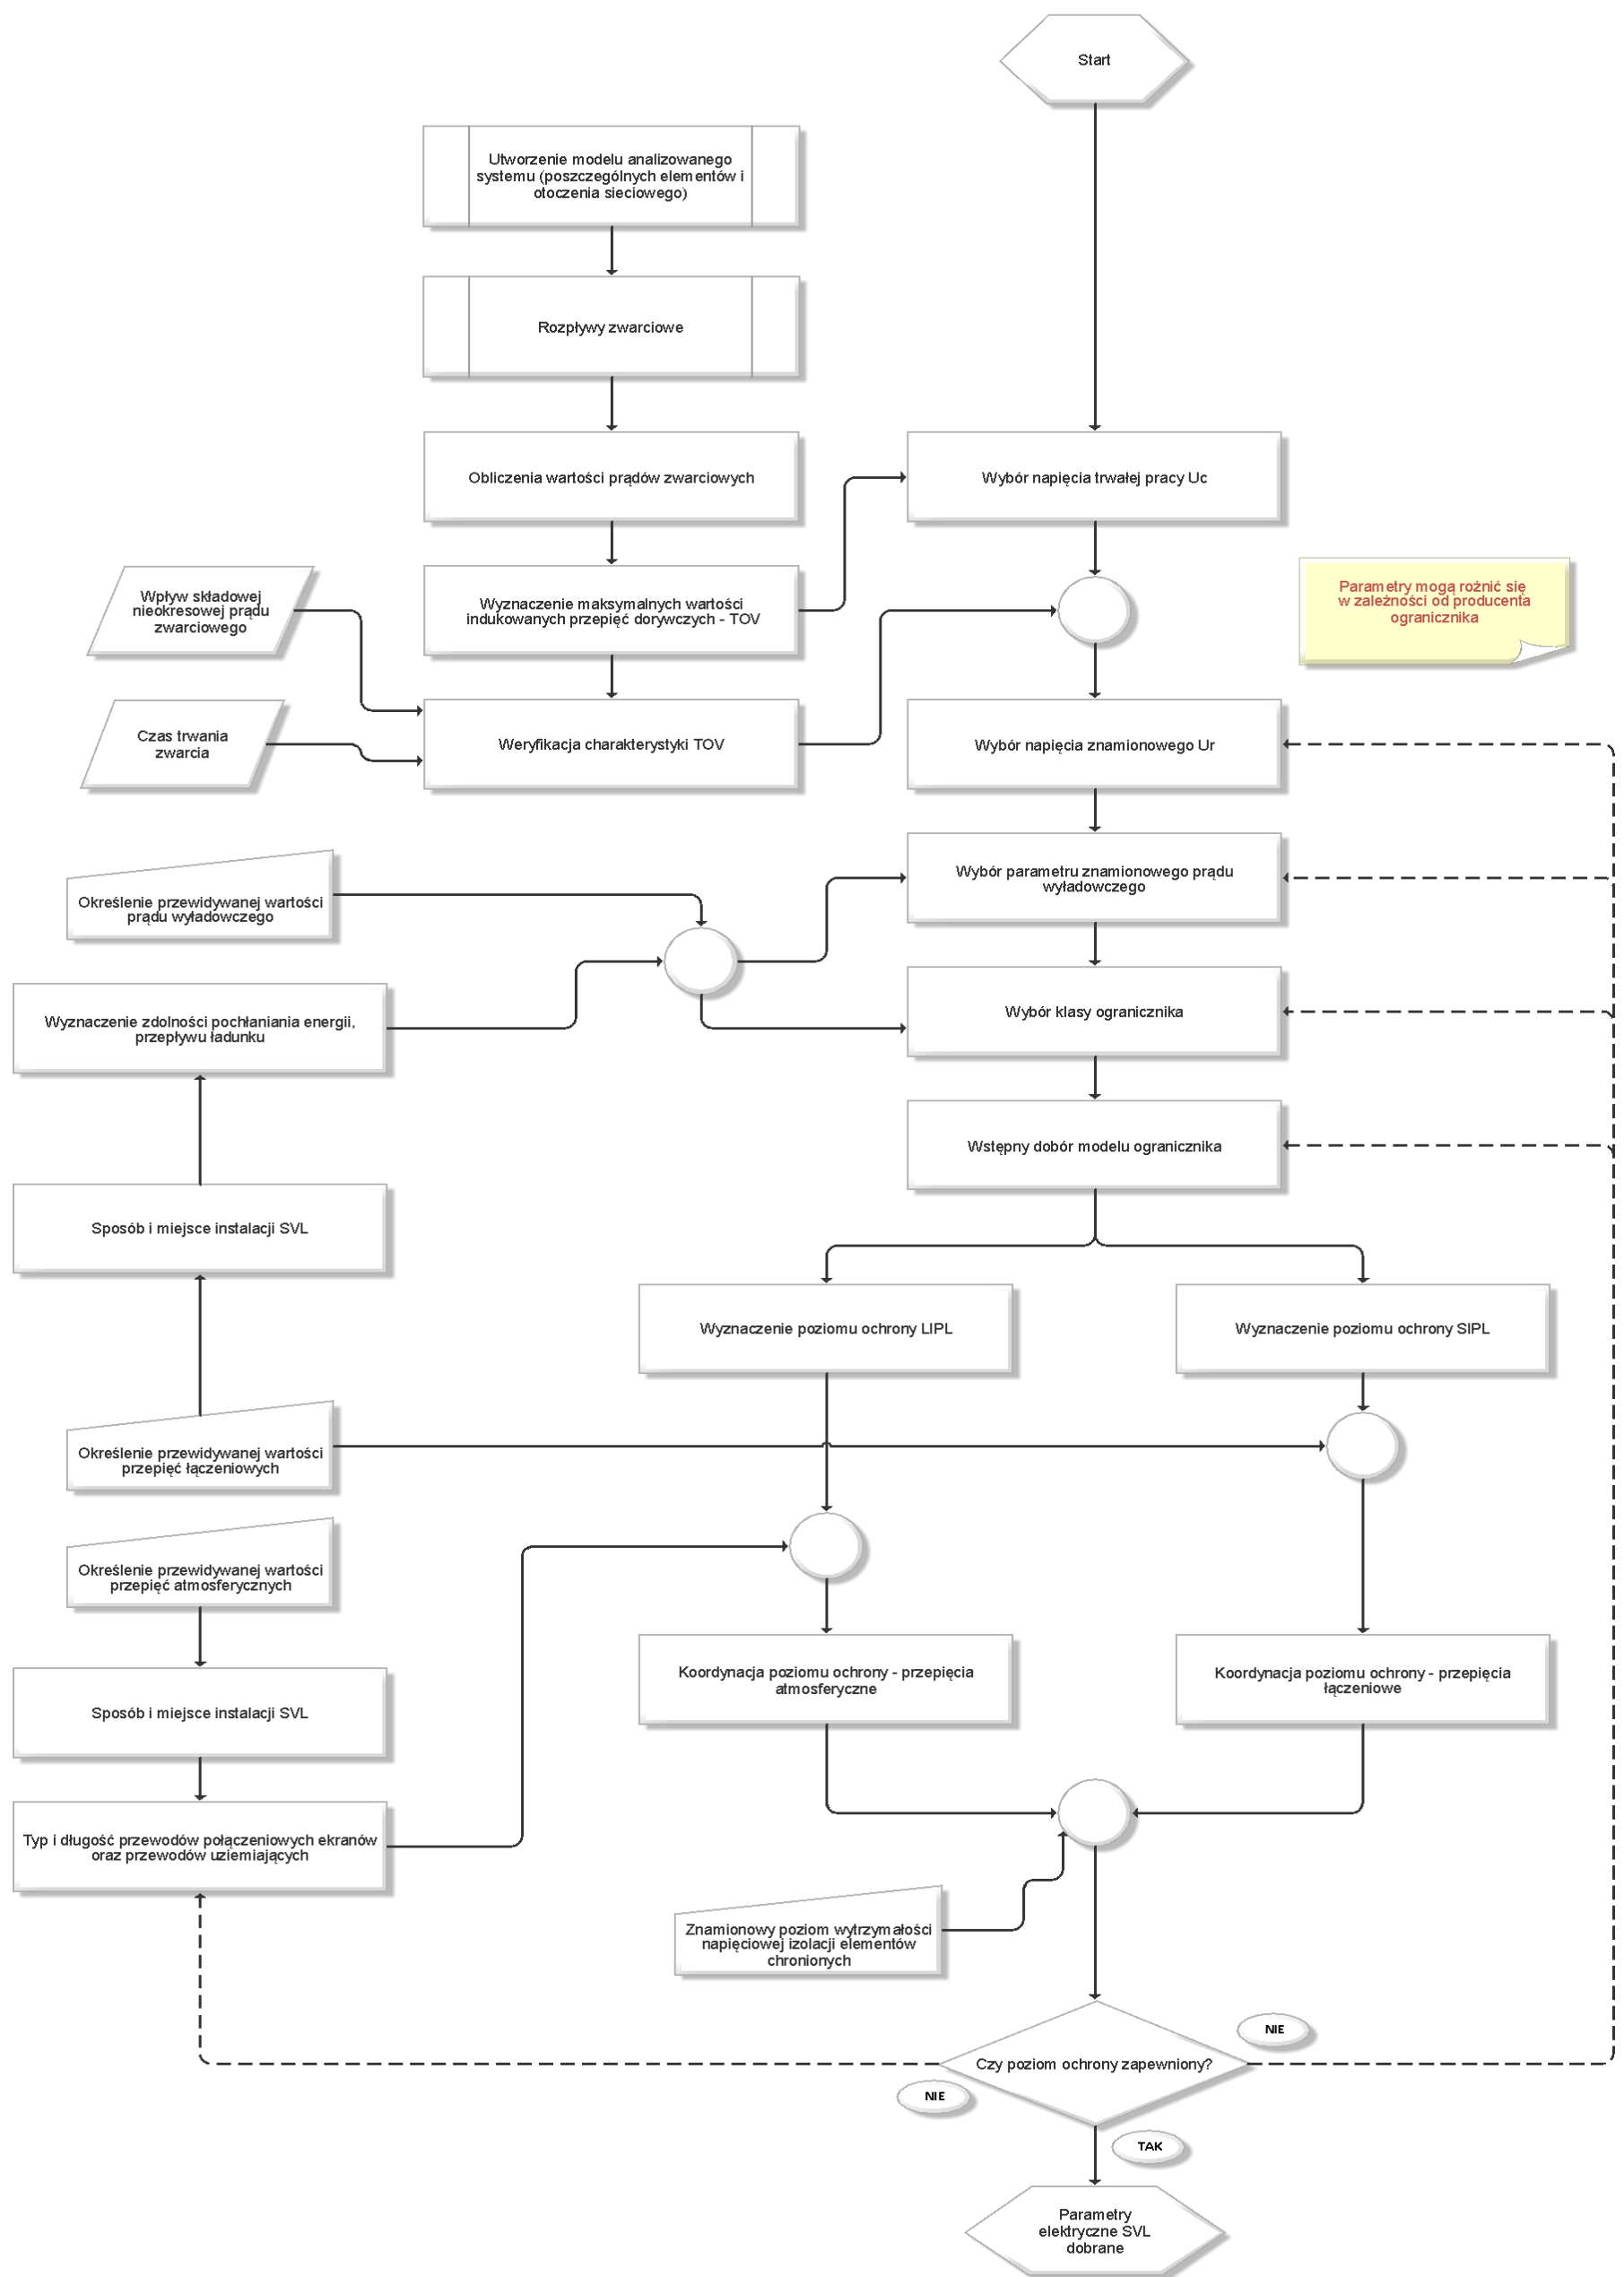 Start
Utworzenie modelu analizowanego
systemu (poszczególnych elementów i
otoczenia sieciowego)
Rozpływy zwarciowe
Obliczenia wartości prądów zwarciowych
Wybór napięcia trwałej pracy Uc
Wpływ składowej
nieokresowej prądu
zwarciowego
Wyznaczenie maksymalnych wartości
indukowanych przepięć dorywczych - TOV
Parametry mogą rożnić się
w zależności od producenta
ogranicznika
Czas trwania
zwarcia
Weryfikacja charakterystyki TOV
Wybór napięcia znamionowego Ur
Określenie przewidywanej wartości
prądu wyładowczego
Wybór parametru znamionowego prądu
wyładowczego
Wyznaczenie zdolności pochłaniania energii,
przepływu ładunku
Wybór klasy ogranicznika
Wstępny dobór modelu ogranicznika
Sposób i miejsce instalacji SVL
Wyznaczenie poziomu ochrony LIPL
Wyznaczenie poziomu ochrony SIPL
Określenie przewidywanej wartości
przepięć łączeniowych
Określenie przewidywanej wartości
przepięć atmosferycznych
Sposób i miejsce instalacji SVL
Koordynacja poziomu ochrony - przepięcia
atmosferyczne
Koordynacja poziomu ochrony - przepięcia
łączeniowe
Typ i długość przewodów połączeniowych ekranów
oraz przewodów uziemiających
Znamionowy poziom wytrzymałości
napięciowej izolacji elementów
chronionych
NIE
Czy poziom ochrony zapewniony?
NIE
TAK
Parametry
elektryczne SVL
dobrane